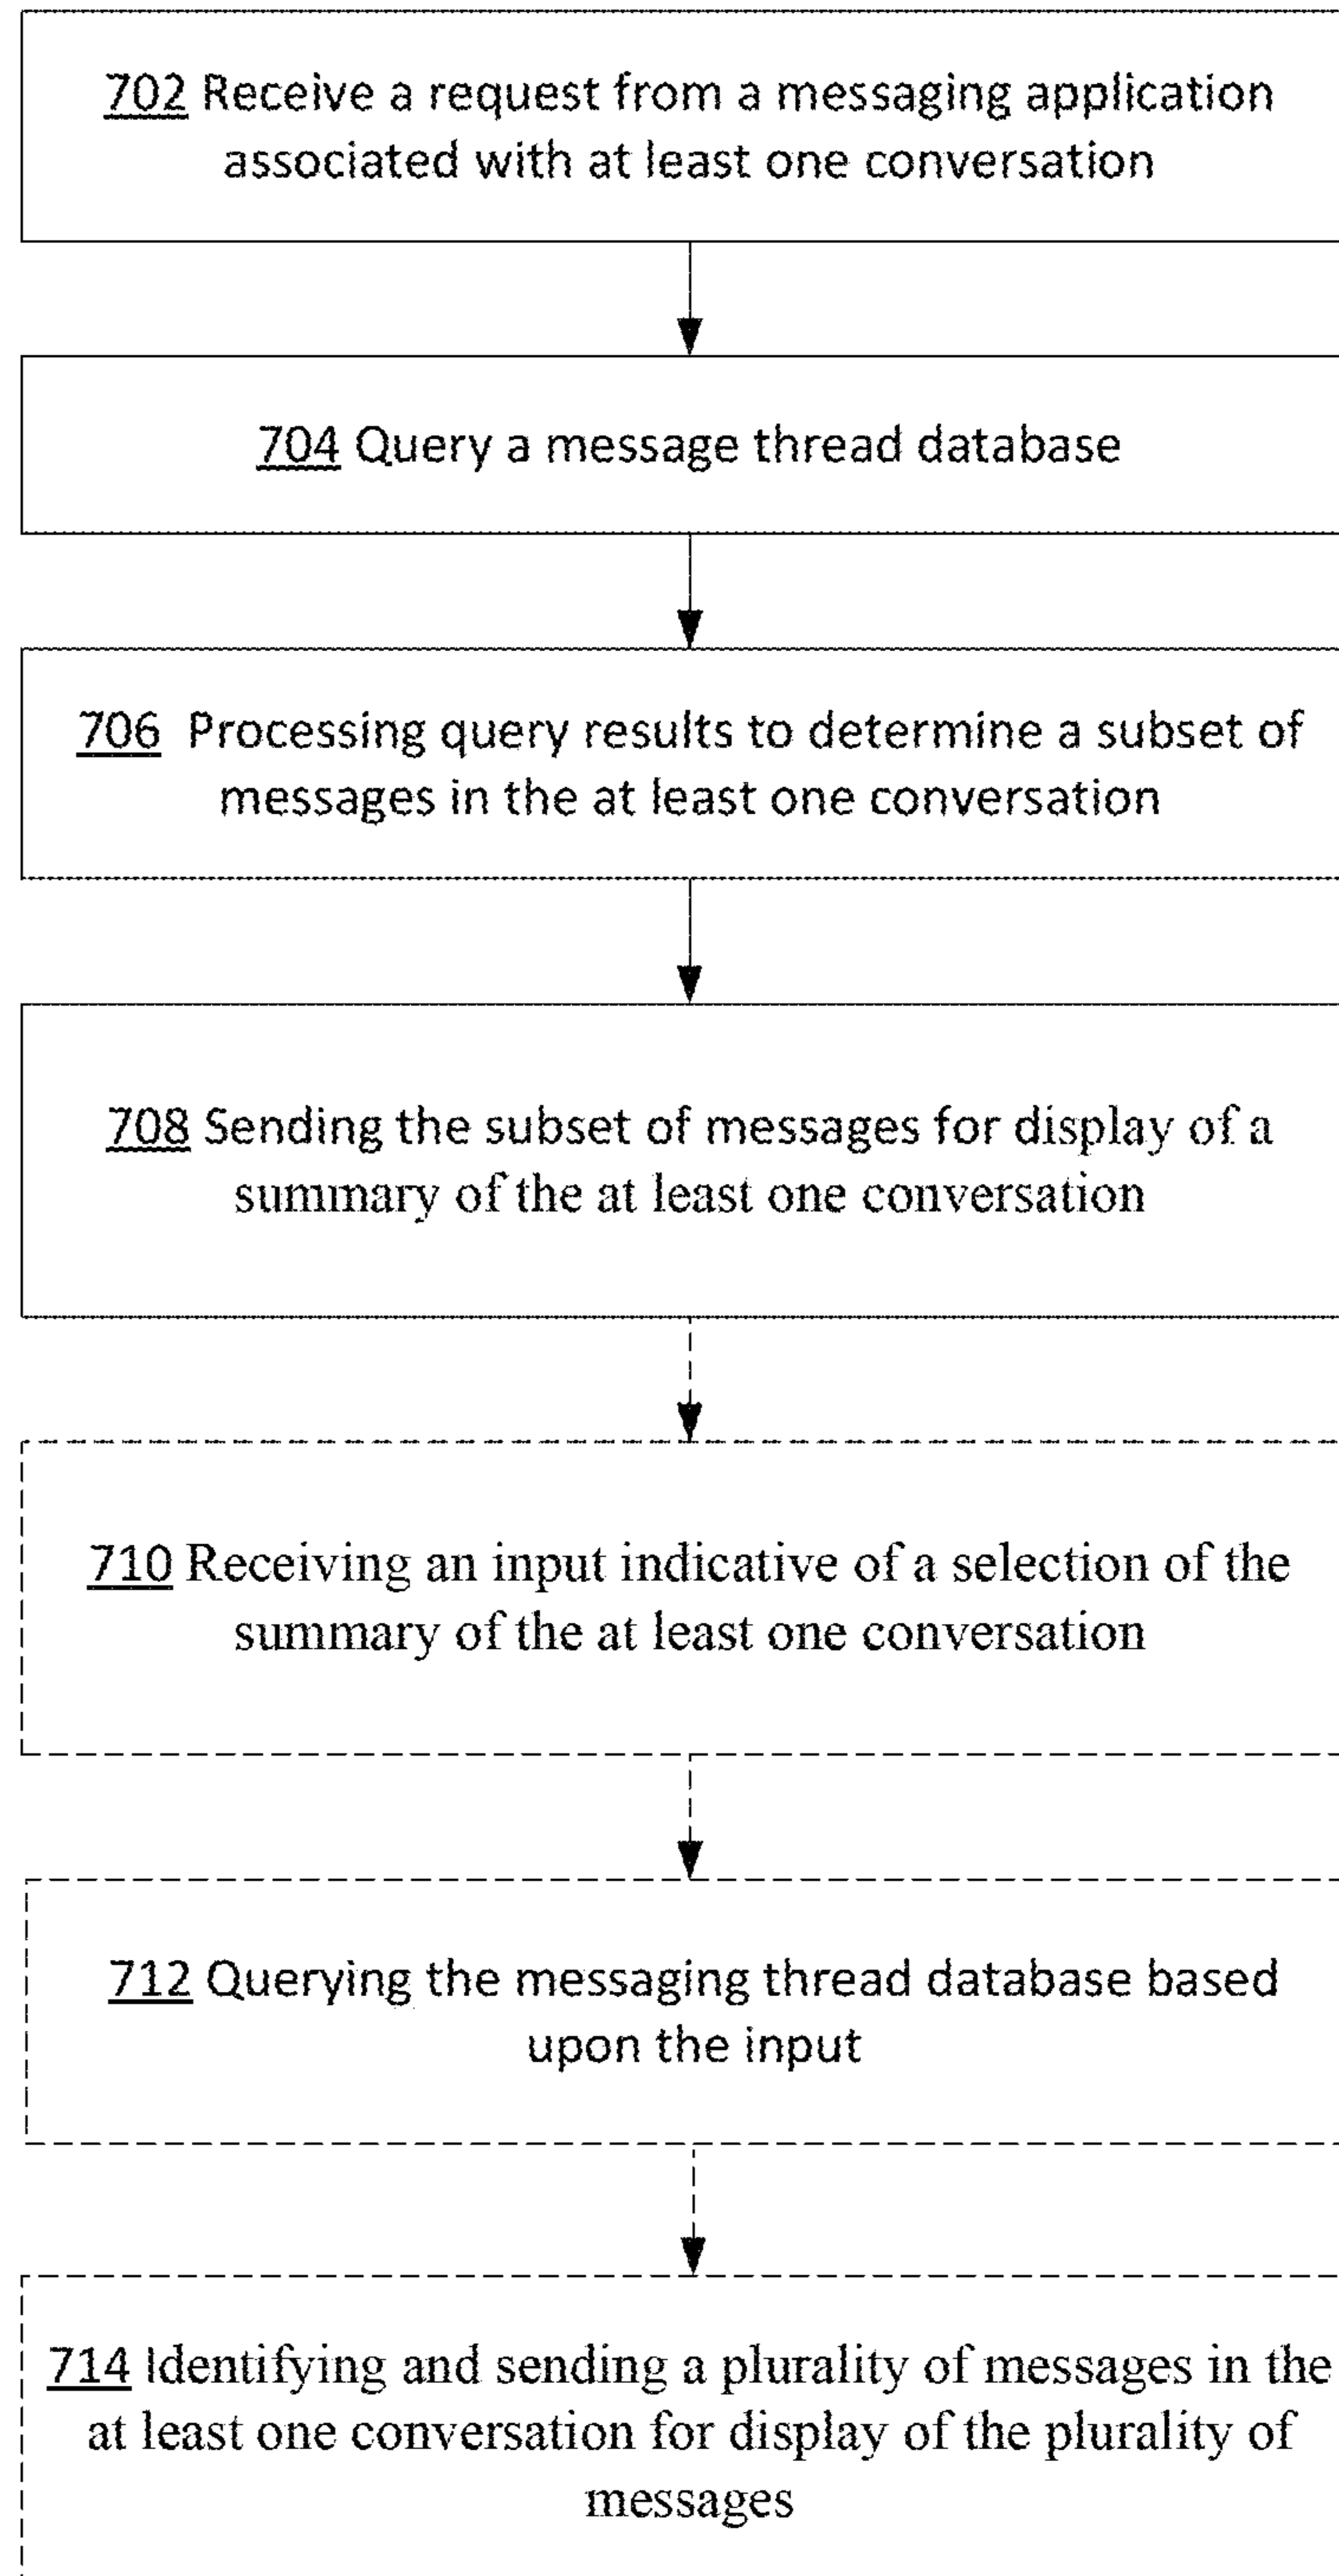 702 Receive a request from a messaging application
associated with at least one conversation
704 Query a message thread database
706 Processing query results to determine a subset of
messages in the at least one conversation
708 Sending the subset of messages for display of a
summary of the at least one conversation
710 Receiving an input indicative of a selection of the
summary of the at least one conversation
712 Querying the messaging thread database based
upon the input
714 Identifying and sending a plurality of messages in the
at least one conversation for display of the plurality of
messages